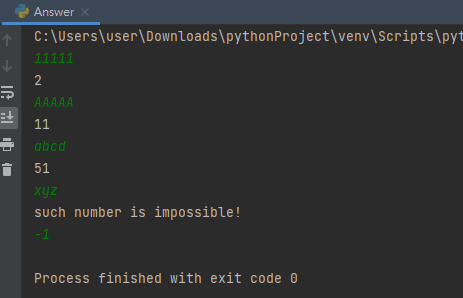 Answer
C:\Users\user\Downloads\pythonProject\venv\Scripts\pyt
11111
2
AAAAA
11
abcd
51
xyz
such number is impossible!
-1
Process finished with exit code 0